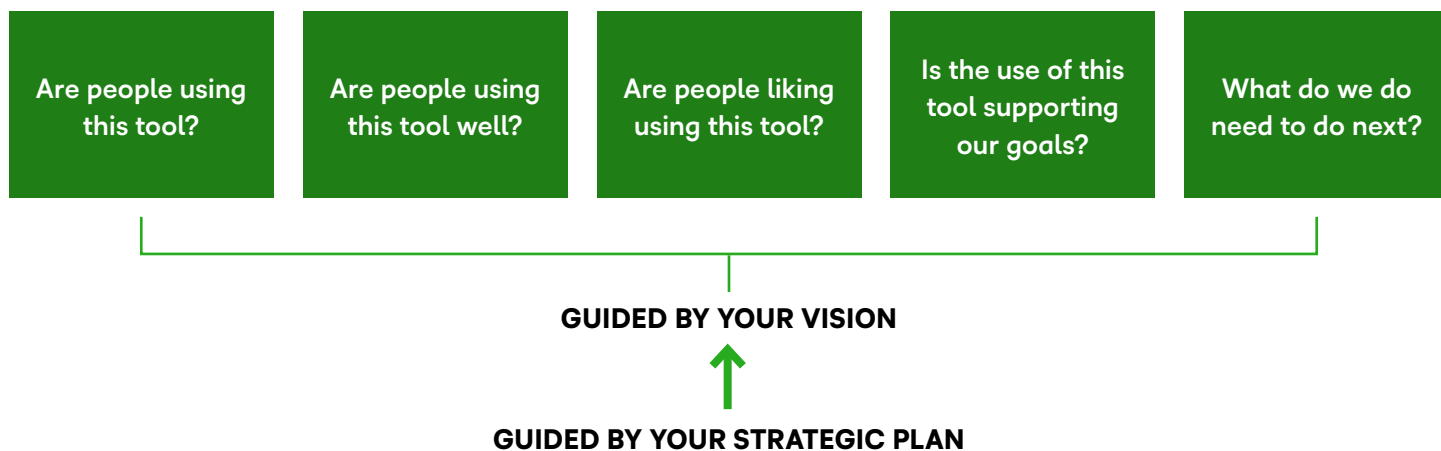 Are people using
this tool?
Are people using
this tool well?
Are people liking
using this tool?
Is the use of this
tool supporting
our goals?
What do we do
need to do next?
GUIDED BY YOUR VISION
GUIDED BY YOUR STRATEGIC PLAN